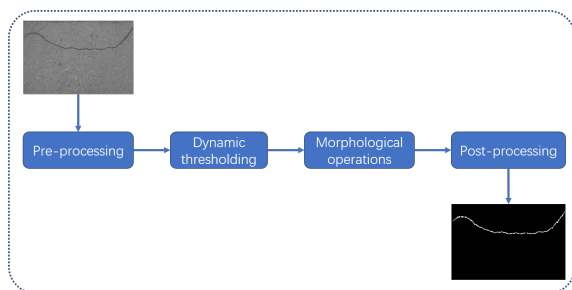 Pre-processing
Dynamic
thresholding
Morphological
operations
Post-processing